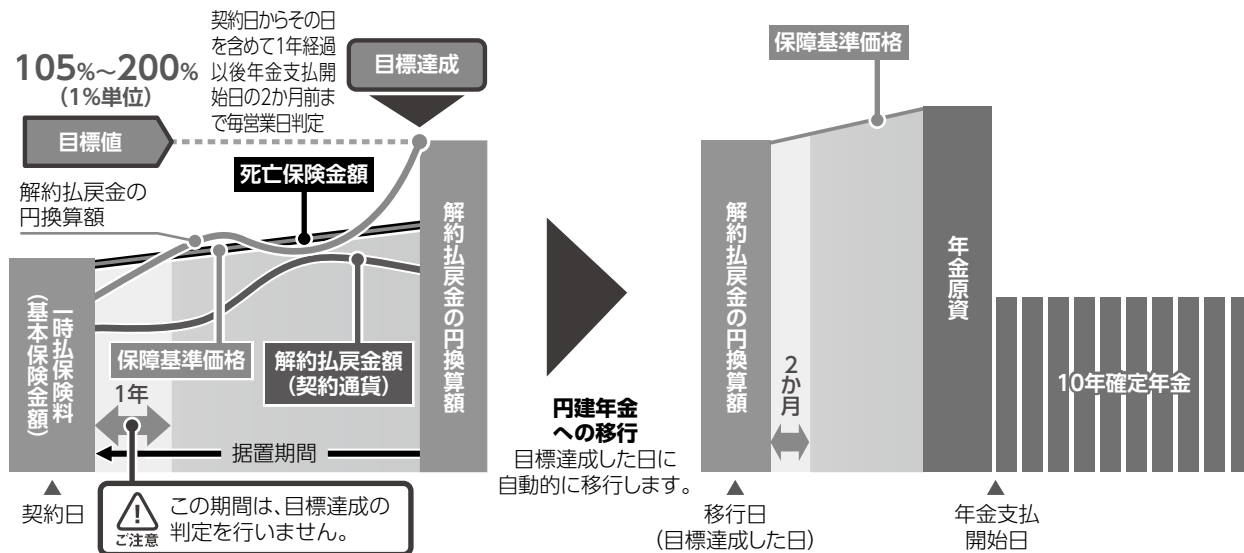 105%～200%
(1%単位)
目標値
契約日からその日
を含めて1年経過
以後年金支払開
始日の2か月前ま
で毎営業日判定
目標達成
死亡保険金額
解約払戻金の
円換算額
一時払保険料
(基本保険金額)
保障基準価格
解約払戻金額
(契約通貨)
解約払戻金の円換算額
1年
据置期間
契約日
ご注意
この期間は、目標達成の
判定を行いません。
円建年金
への移行
目標達成した日に
自動的に移行します。
保障基準価格
解約払戻金の円換算額
2か月
年金原資
10年確定年金
移行日
(目標達成した日)
年金支払
開始日